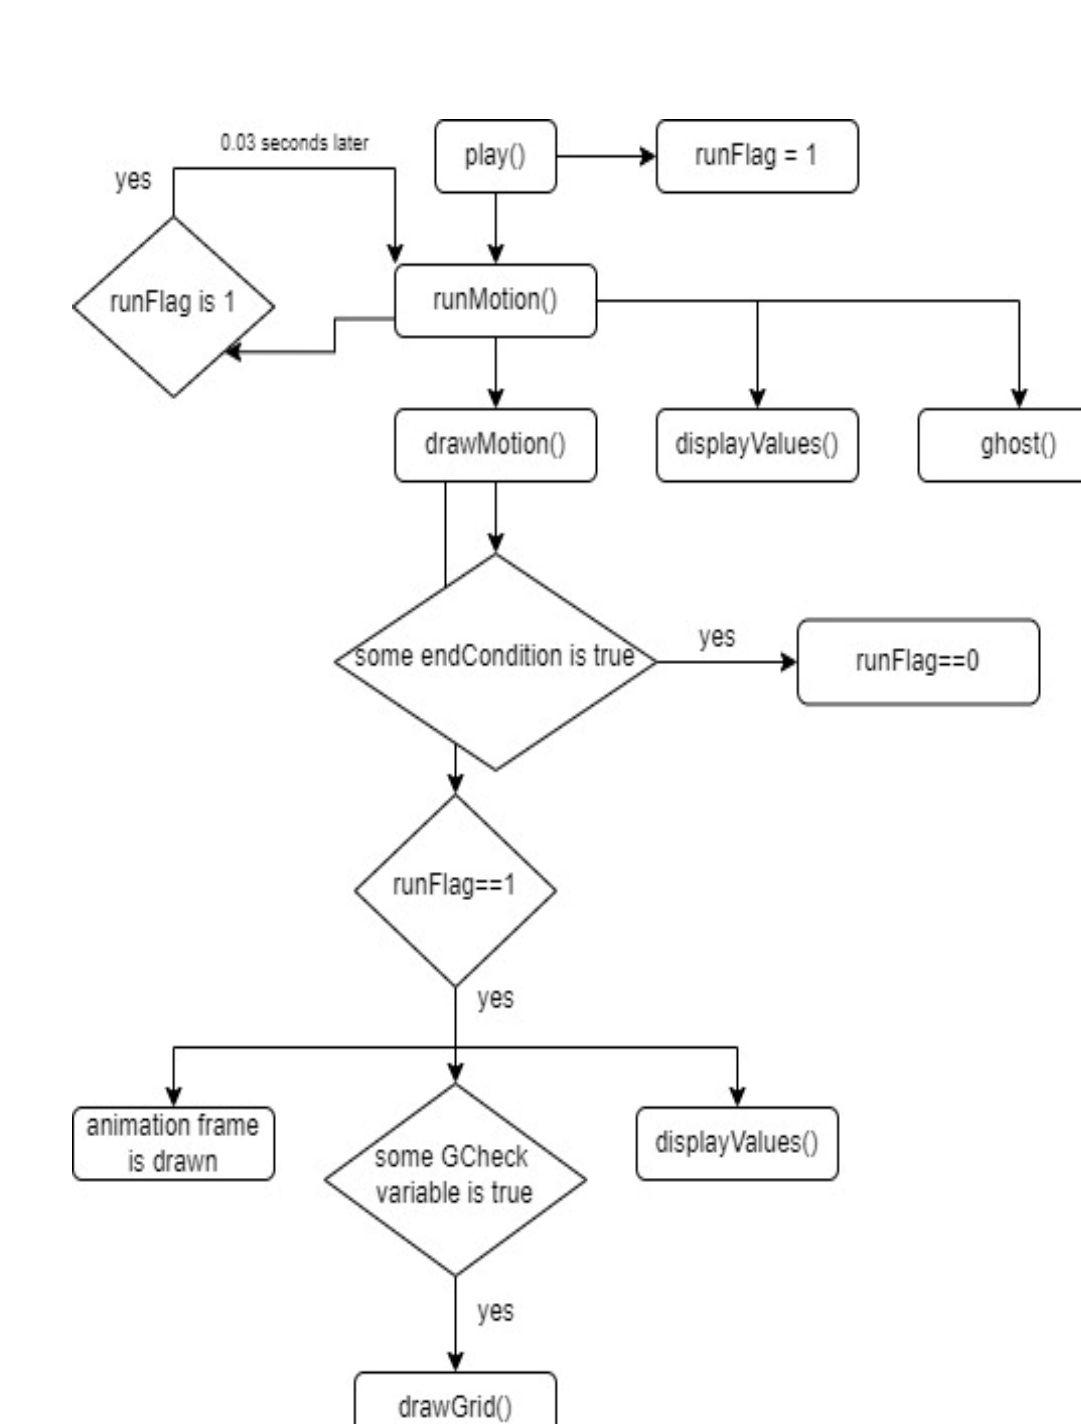 0.03 seconds later
play()
runFlag = 1
yes
runFlag is 1
runMotion()
drawMotion()
displayValues()
ghost()
some endCondition is true
yes
runFlag==0
runFlag==1
yes
animation frame
is drawn
some GCheck
variable is true
displayValues()
yes
drawGrid()